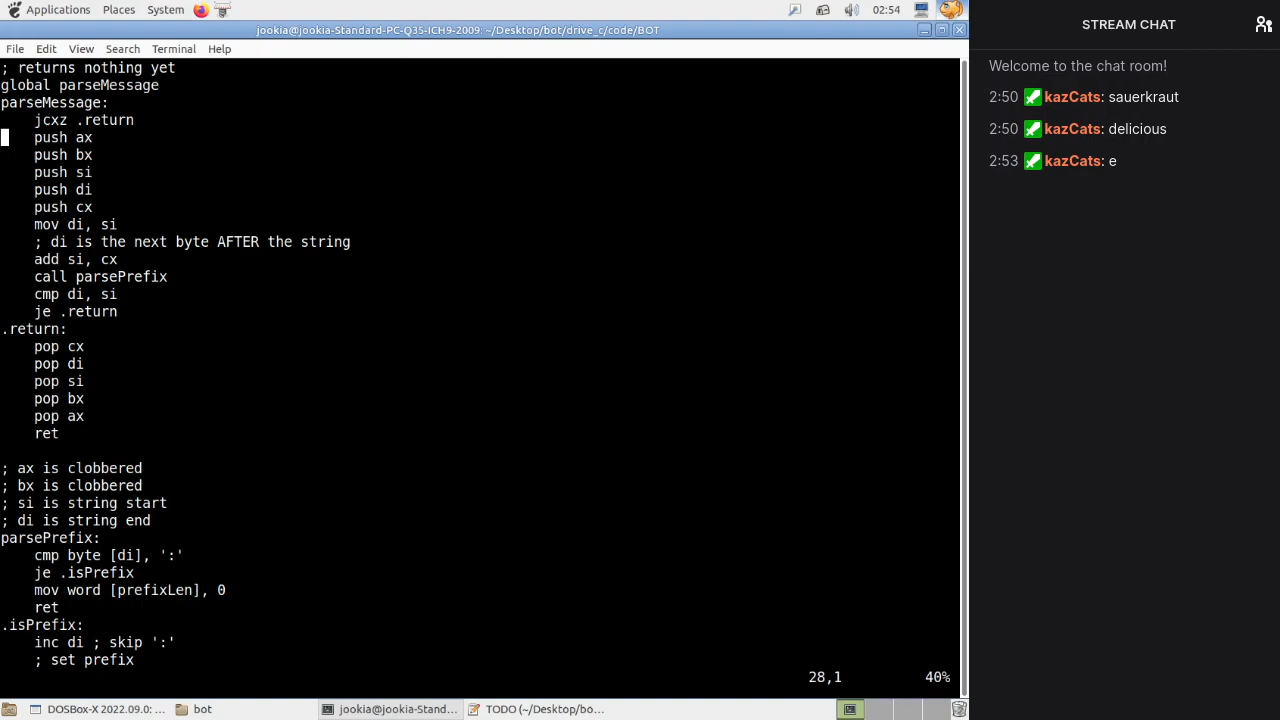 Applications Places System 02:54
jookia@jookia-Standard-PC-Q35-ICH9-2009: ~/Desktop/bot/drive_c/code/BOT
File Edit View Search Terminal Help
; returns nothing yet
global parseMessage
parseMessage:
    jcxz .return
    push ax
    push bx
    push si
    push di
    push cx
    mov di, si
    ; di is the next byte AFTER the string
    add si, cx
    call parsePrefix
    cmp di, si
    je .return
.return:
    pop cx
    pop di
    pop si
    pop bx
    pop ax
    ret
; ax is clobbered
; bx is clobbered
; si is string start
; di is string end
parsePrefix:
    cmp byte [di], ':'
    je .isPrefix
    mov word [prefixLen], 0
    ret
.isPrefix:
    inc di ; skip ':'
    ; set prefix
28,1 40%
DOSBox-X 2022.09.0: ... bot jookia@jookia-Stand... TODO (~/Desktop/bo...
STREAM CHAT
Welcome to the chat room!
2:50 kazCats: sauerkraut
2:50 kazCats: delicious
2:53 kazCats: e